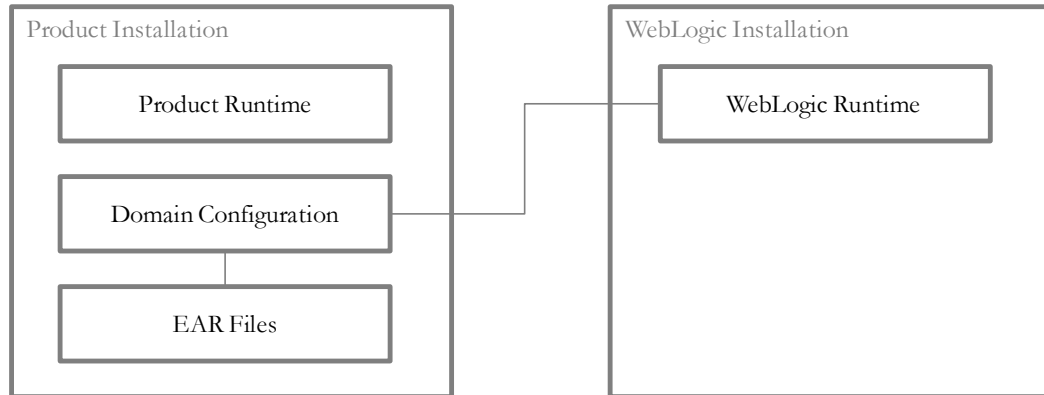 Product Installation
Product Runtime
Domain Configuration
EAR Files
WebLogic Installation
WebLogic Runtime